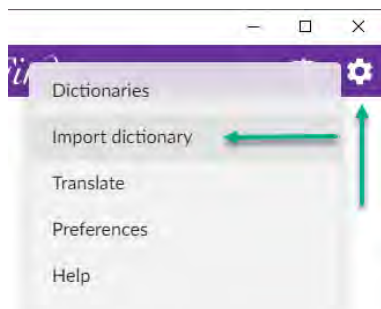 Dictionaries
Import dictionary
Translate
Preferences
Help